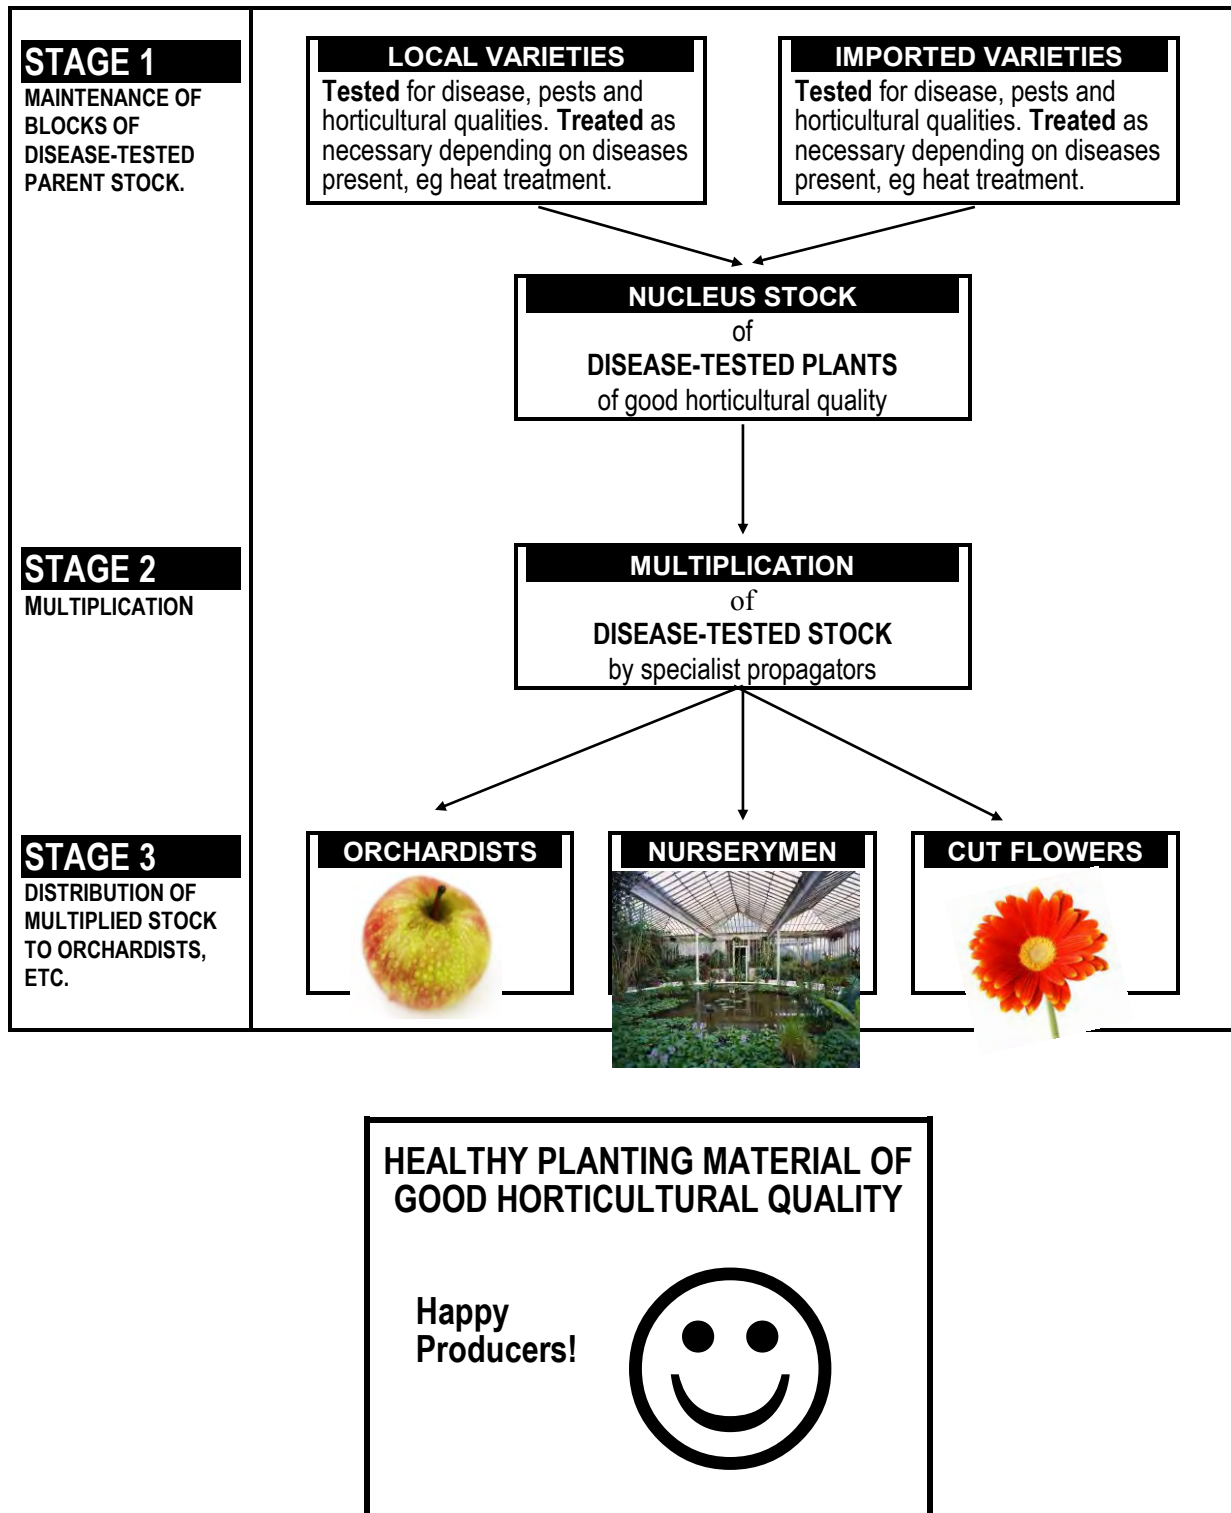 STAGE 1
MAINTENANCE OF
BLOCKS OF
DISEASE-TESTED
PARENT STOCK.
LOCAL VARIETIES
Tested for disease, pests and
horticultural qualities. Treated as
necessary depending on diseases
present, eg heat treatment.
IMPORTED VARIETIES
Tested for disease, pests and
horticultural qualities. Treated as
necessary depending on diseases
present, eg heat treatment.
NUCLEUS STOCK
of
DISEASE-TESTED PLANTS
of good horticultural quality
STAGE 2
MULTIPLICATION
MULTIPLICATION
of
DISEASE-TESTED STOCK
by specialist propagators
STAGE 3
DISTRIBUTION OF
MULTIPLIED STOCK
TO ORCHARDISTS,
ETC.
ORCHARDISTS
NURSERYMEN
CUT FLOWERS
HEALTHY PLANTING MATERIAL OF
GOOD HORTICULTURAL QUALITY
Happy
Producers!